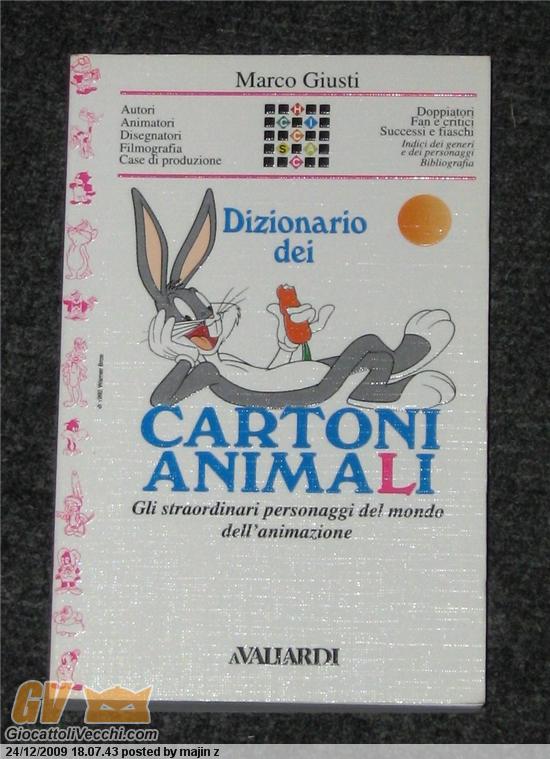 Marco Giusti
Autori
Animatori
Disegnatori
Filmografia
Case di produzione
H
C I
C
S A
C
Doppiatori
Fan e critici
Successi e fiaschi
Indici dei generi
e dei personaggi
Bibliografia
Dizionario
dei
CARTONI
ANIMALI
Gli straordinari personaggi del mondo
dell'animazione
A.VALLARDI
GV
GiocattoliVecchi.com
24/12/2009 18.07.43 posted by majin z